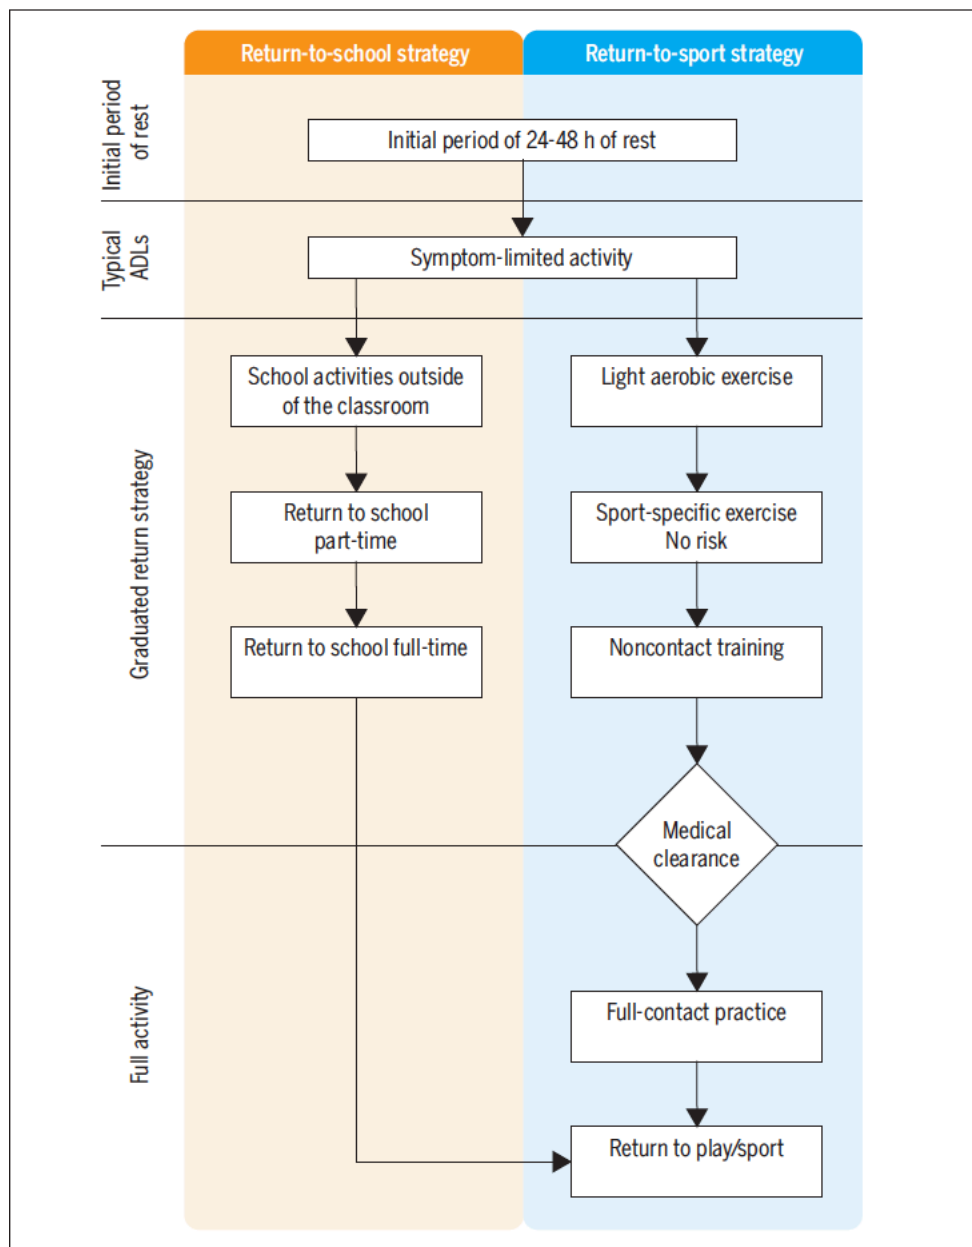 Return-to-school strategy
Return-to-sport strategy
Initial period
of rest
Initial period of 24-48 h of rest
Typical
ADLs
Symptom-limited activity
Graduated return strategy
School activities outside
of the classroom
Light aerobic exercise
Return to school
part-time
Sport-specific exercise
No risk
Return to school full-time
Noncontact training
Medical
clearance
Full activity
Full-contact practice
Return to play/sport